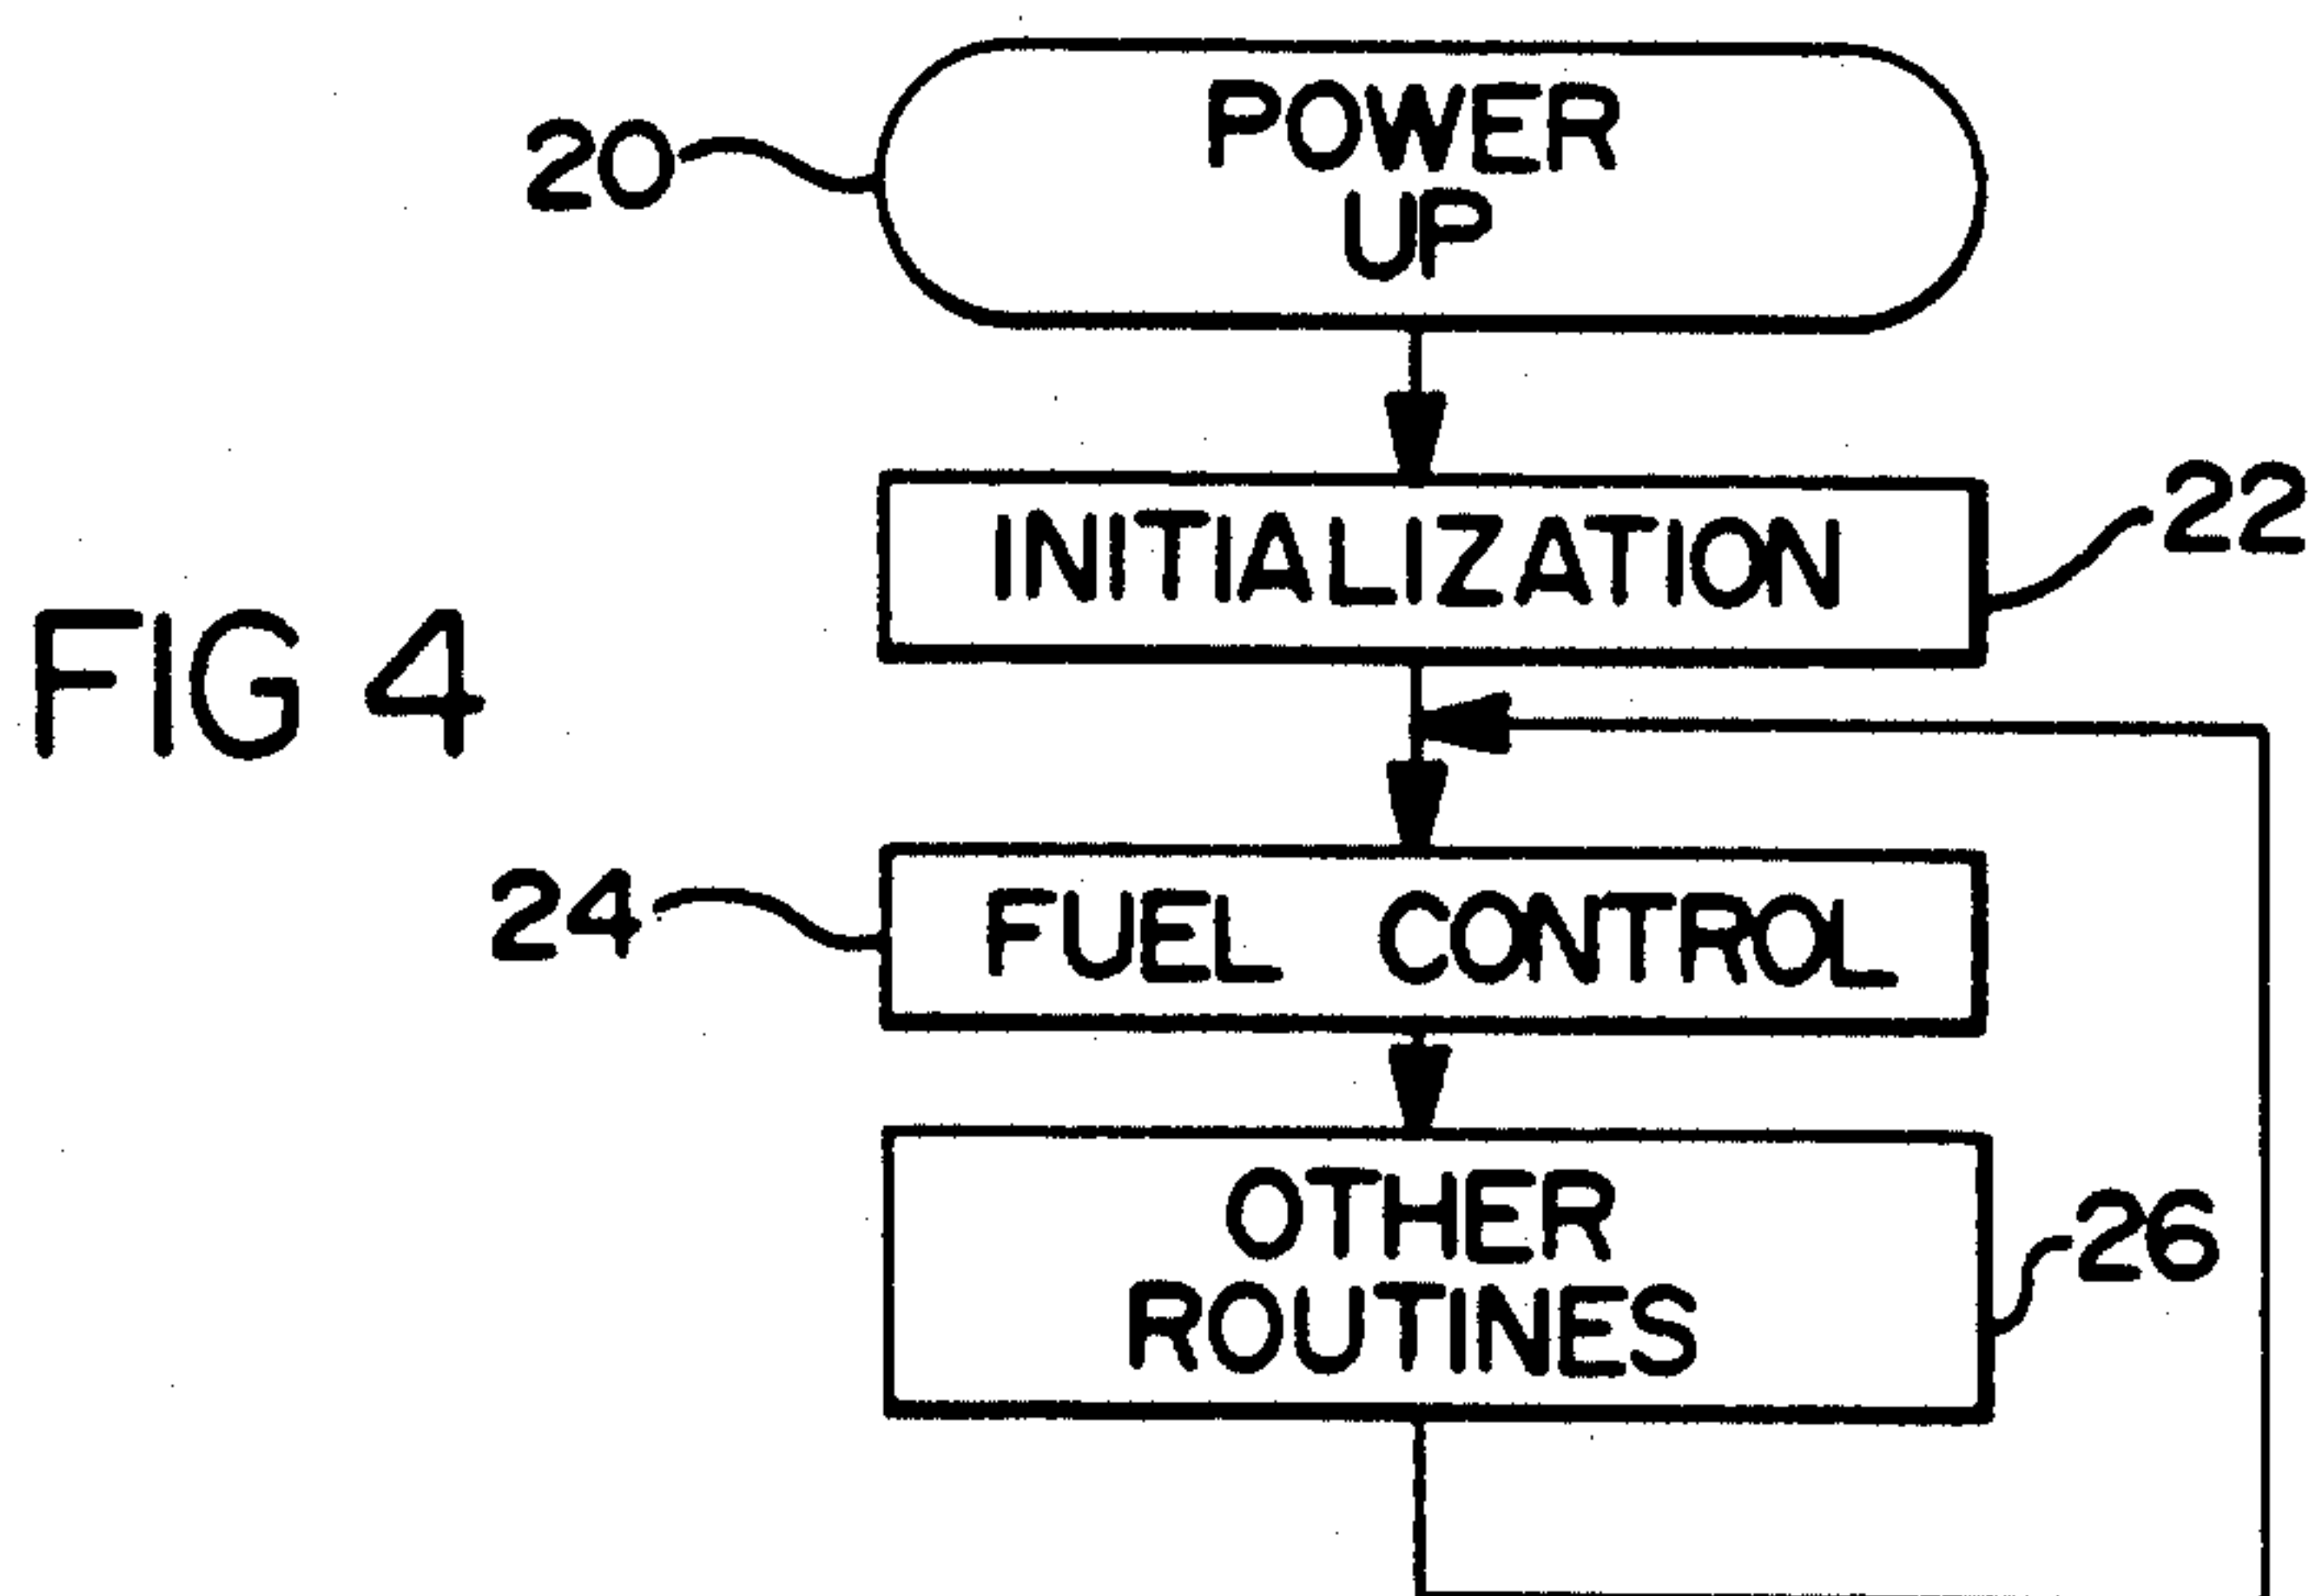 20
POWER
UP
INITIALIZATION
22
FIG 4
24
FUEL CONTROL
OTHER
ROUTINES
26